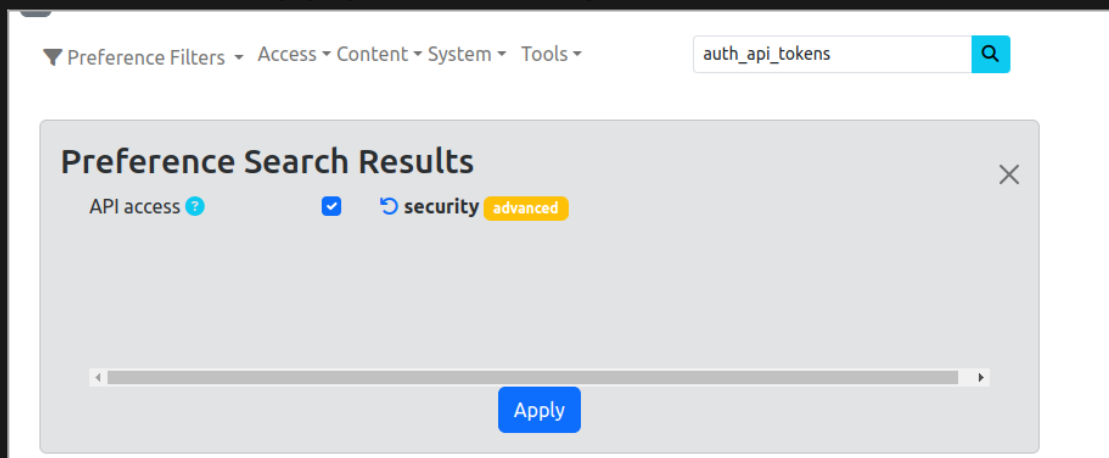 Preference Filters Access Content System Tools auth_api_tokens
Preference Search Results
API access ? security advanced
Apply